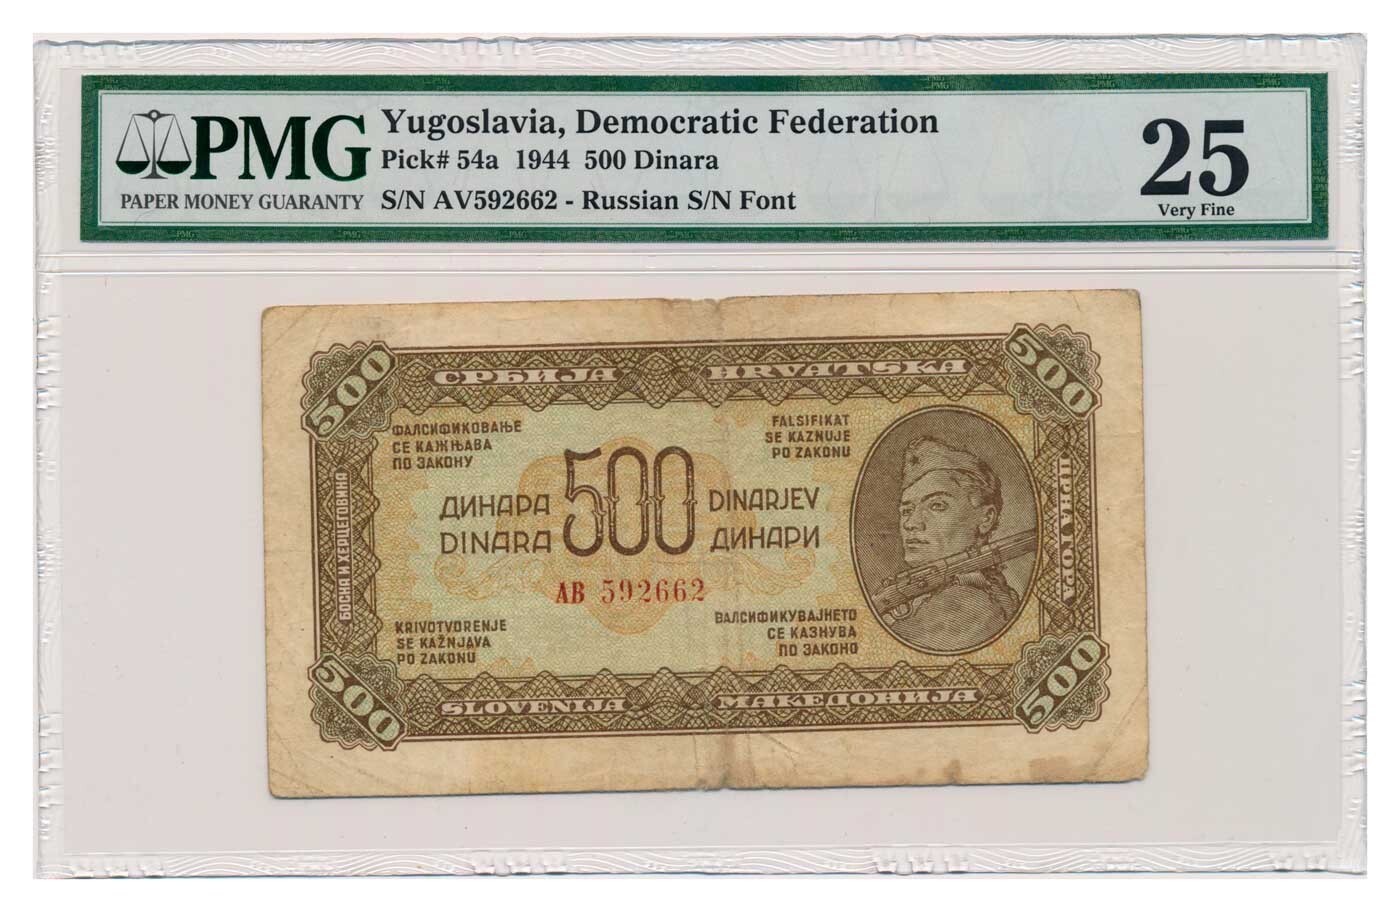 PMG
PAPER MONEY GUARANTY
Yugoslavia, Democratic Federation
Pick# 54a 1944 500 Dinara
S/N AV592662 - Russian S/N Font
25
Very Fine
500
СРБИЈА
HRVATSKA
500
ФАЛСИФИКОВАЊЕ
СЕ КАЖЊАВА
ПО ЗАКОНУ
FALSIFIKAT
SE KAZNUJE
PO ZAKONU
БОСНА И ХЕРЦЕГОВИНА
ЦРНА ГОРА
ДИНАРА 500 DINARJEV
DINARA ДИНАРИ
АВ 592662
KRIVOTVORENJE
SE KAŽNJAVA
PO ZAKONU
ВАЛСИФИКУВАЈНЕТО
СЕ КАЗНУВА
ПО ЗАКОНО
500
SLOVENIJA
МАКЕДОНИЈА
500